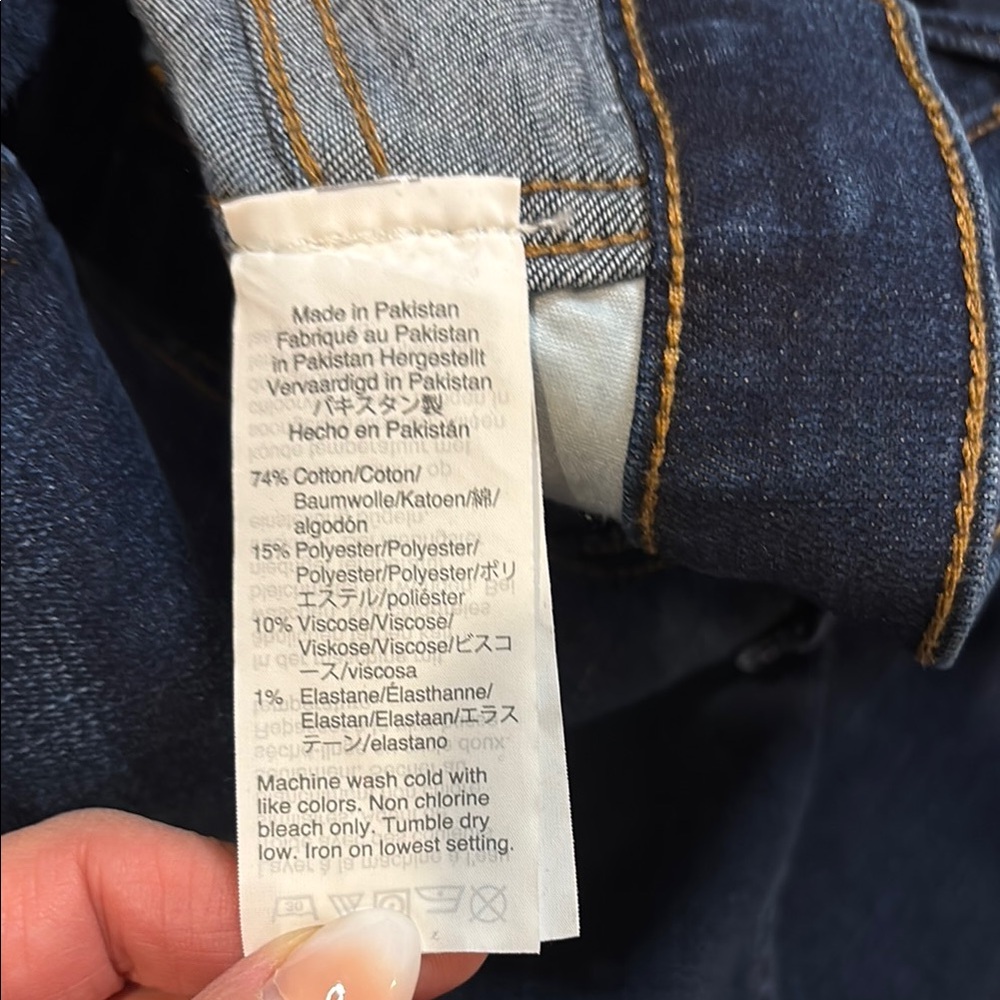 Made in Pakistan
Fabriqué au Pakistan
in Pakistan Hergestellt
Vervaardigd in Pakistan
パキスタン製
Hecho en Pakistán
74% Cotton/Coton/
Baumwolle/Katoen/綿/
algodón
15% Polyester/Polyester/
Polyester/Polyester/ポリ
エステル/poliéster
10% Viscose/Viscose/
Viskose/Viscose/ビスコ
ース/viscosa
1% Elastane/Élasthanne/
Elastan/Elastaan/エラス
テーン/elastano
Machine wash cold with
like colors. Non chlorine
bleach only. Tumble dry
low. Iron on lowest setting.
30